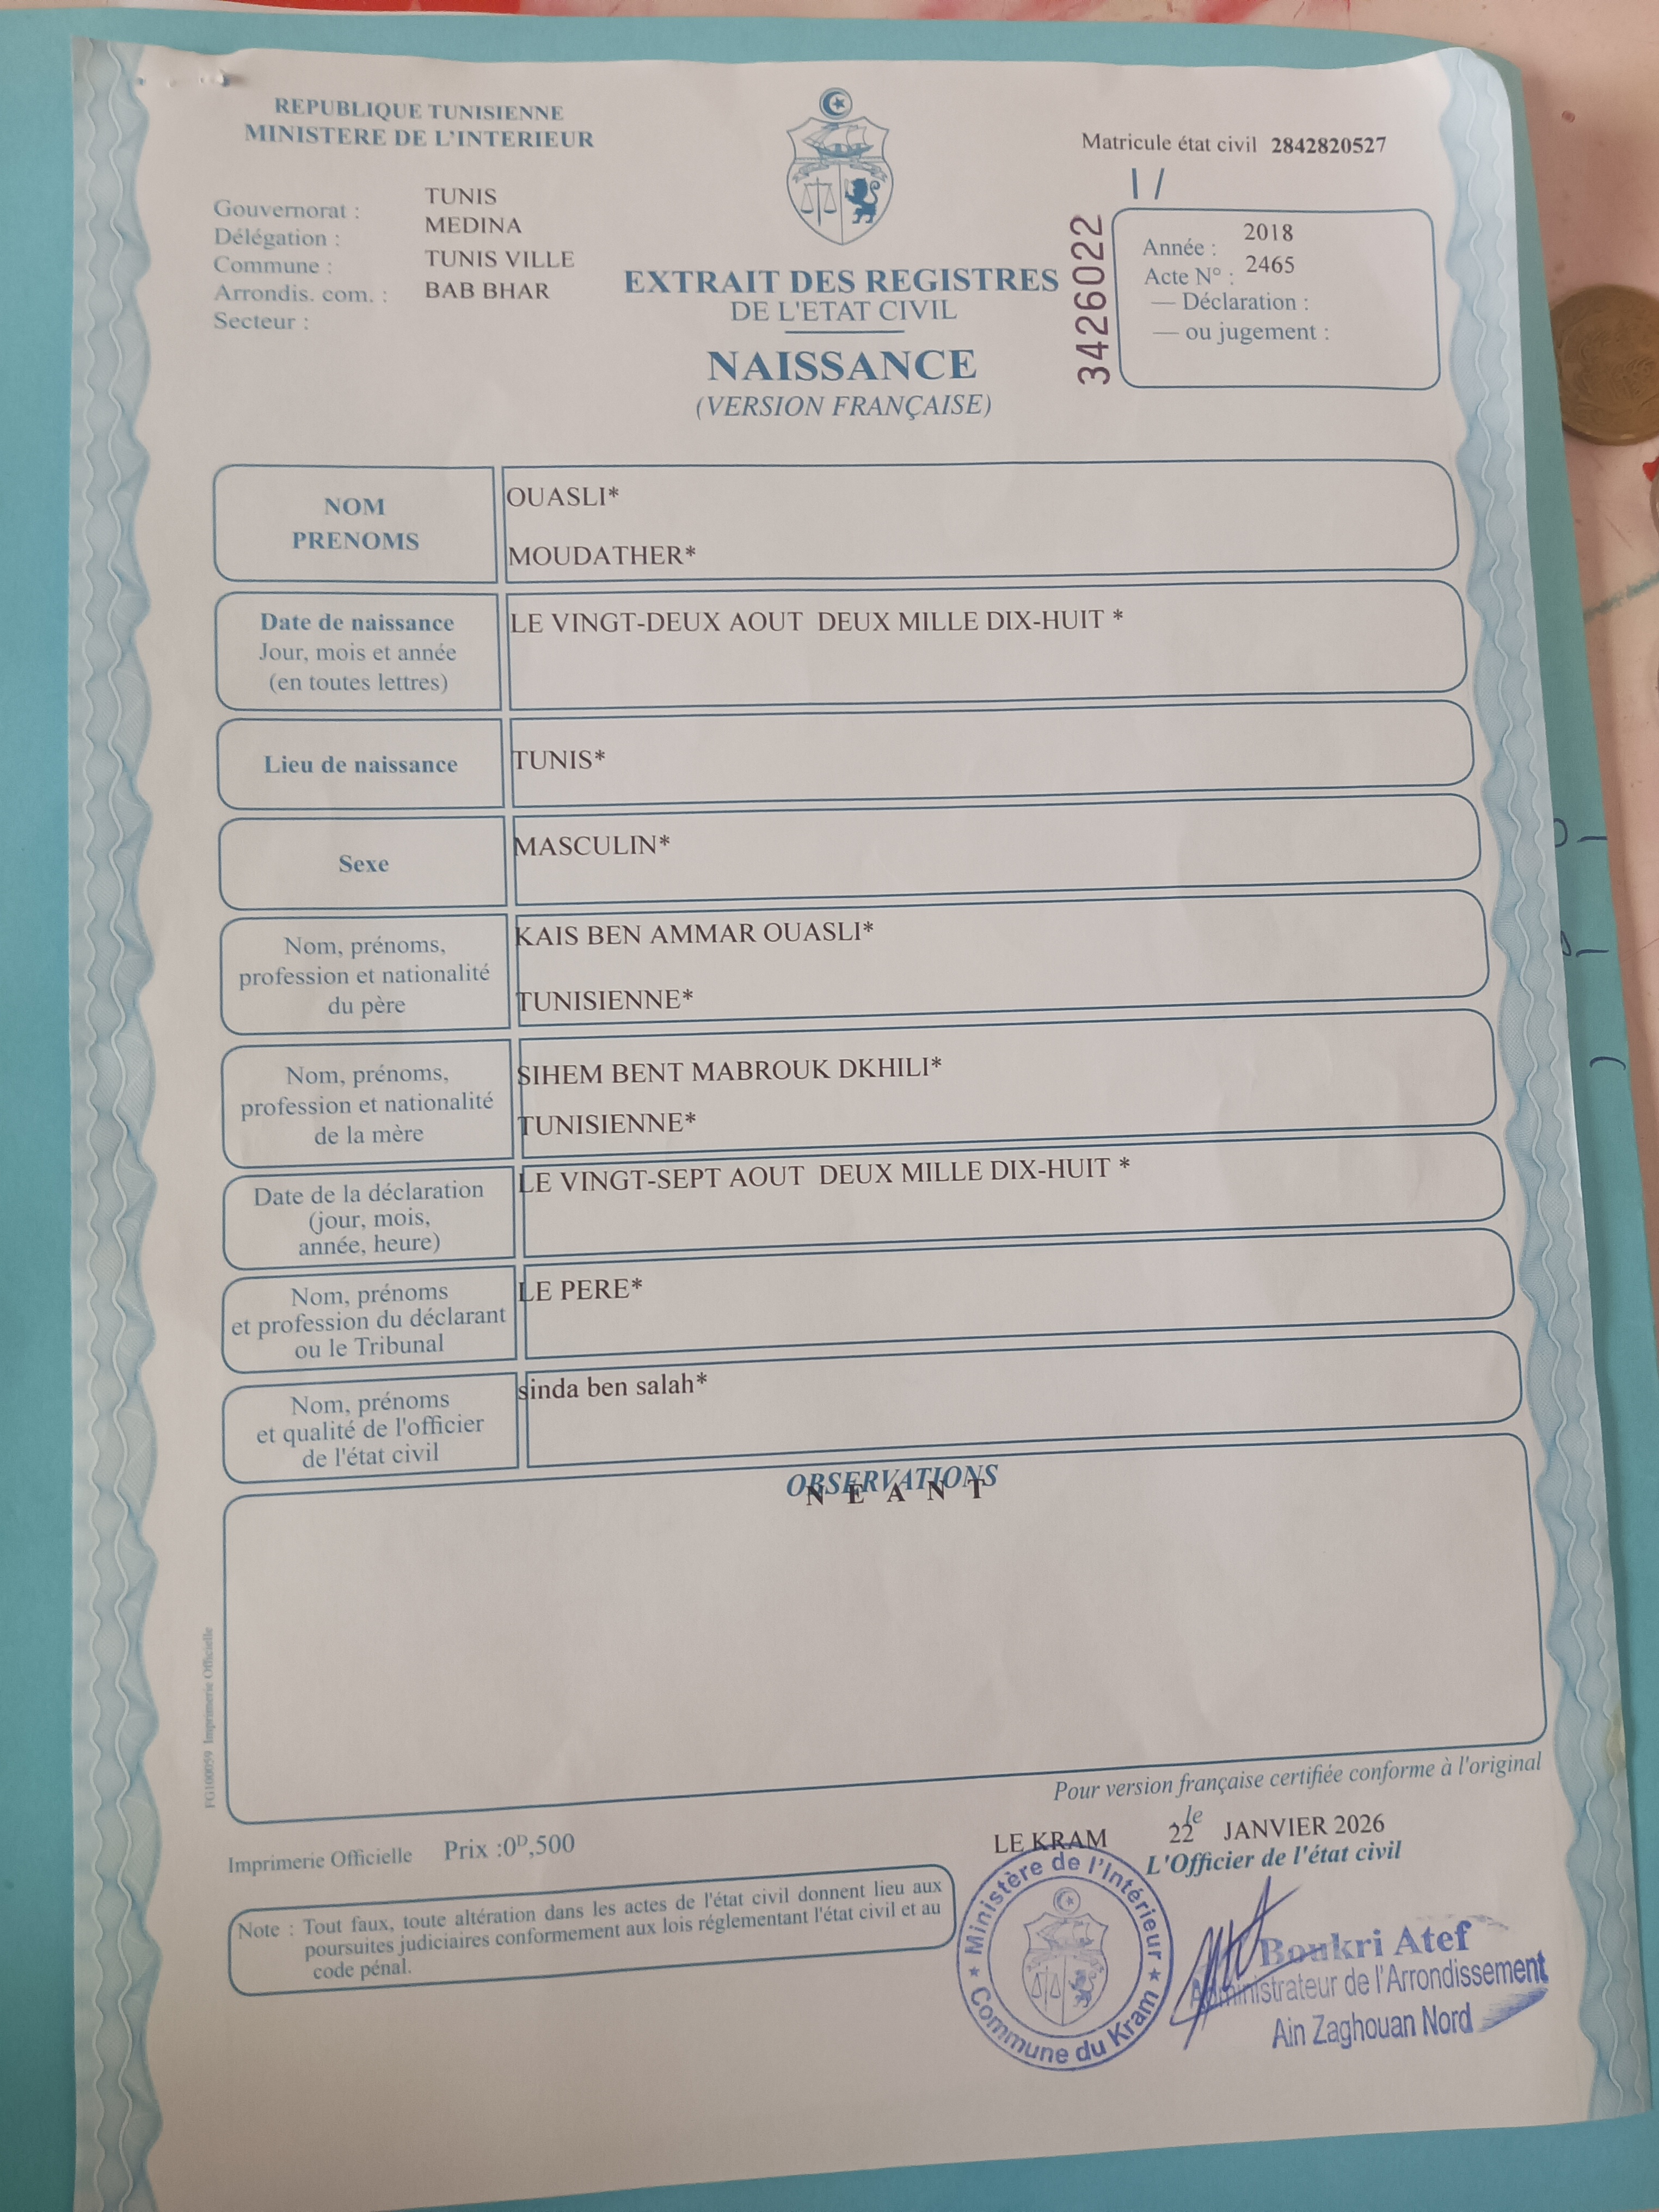 REPUBLIQUE TUNISIENNE
MINISTERE DE L'INTERIEUR
Matricule état civil 2842820527
Gouvernorat : TUNIS
Délégation : MEDINA
Commune : TUNIS VILLE
Arrondis. com. : BAB BHAR
Secteur :
EXTRAIT DES REGISTRES
DE L'ETAT CIVIL
NAISSANCE
(VERSION FRANÇAISE)
3426022
Année : 2018
Acte N° : 2465
— Déclaration :
— ou jugement :
NOM
PRENOMS
OUASLI*
MOUDATHER*
Date de naissance
Jour, mois et année
(en toutes lettres)
LE VINGT-DEUX AOUT DEUX MILLE DIX-HUIT *
Lieu de naissance
TUNIS*
Sexe
MASCULIN*
Nom, prénoms,
profession et nationalité
du père
KAIS BEN AMMAR OUASLI*
TUNISIENNE*
Nom, prénoms,
profession et nationalité
de la mère
SIHEM BENT MABROUK DKHILI*
TUNISIENNE*
Date de la déclaration
(jour, mois,
année, heure)
LE VINGT-SEPT AOUT DEUX MILLE DIX-HUIT *
Nom, prénoms
et profession du déclarant
ou le Tribunal
LE PERE*
Nom, prénoms
et qualité de l'officier
de l'état civil
sinda ben salah*
OBSERVATIONS
N E A N T
FG100059 Imprimerie Officielle
Pour version française certifiée conforme à l'original
LE KRAM le 22 JANVIER 2026
L'Officier de l'état civil
Imprimerie Officielle Prix :0ᴰ,500
Note : Tout faux, toute altération dans les actes de l'état civil donnent lieu aux
poursuites judiciaires conformement aux lois réglementant l'état civil et au
code pénal.
★ Ministère de l'Intérieur ★
Commune du Kram
Boukri Atef
Administrateur de l'Arrondissement
Ain Zaghouan Nord